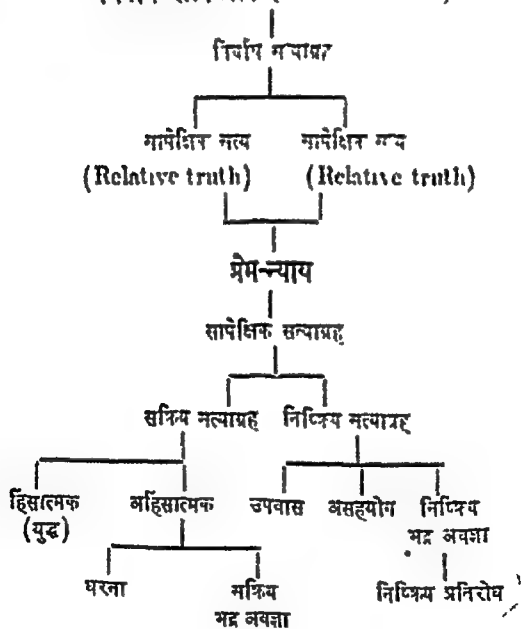 निर्बाध सत्याग्रह
सापेक्षिक सत्य सापेक्षिक सत्य
(Relative truth) (Relative truth)
प्रेम-न्याय
सापेक्षिक सत्याग्रह
सक्रिय सत्याग्रह निष्क्रिय सत्याग्रह
हिंसात्मक अहिंसात्मक उपवास असहयोग निष्क्रिय
(युद्ध) भद्र अवज्ञा
धरना सक्रिय निष्क्रिय प्रतिरोध
भद्र अवज्ञा